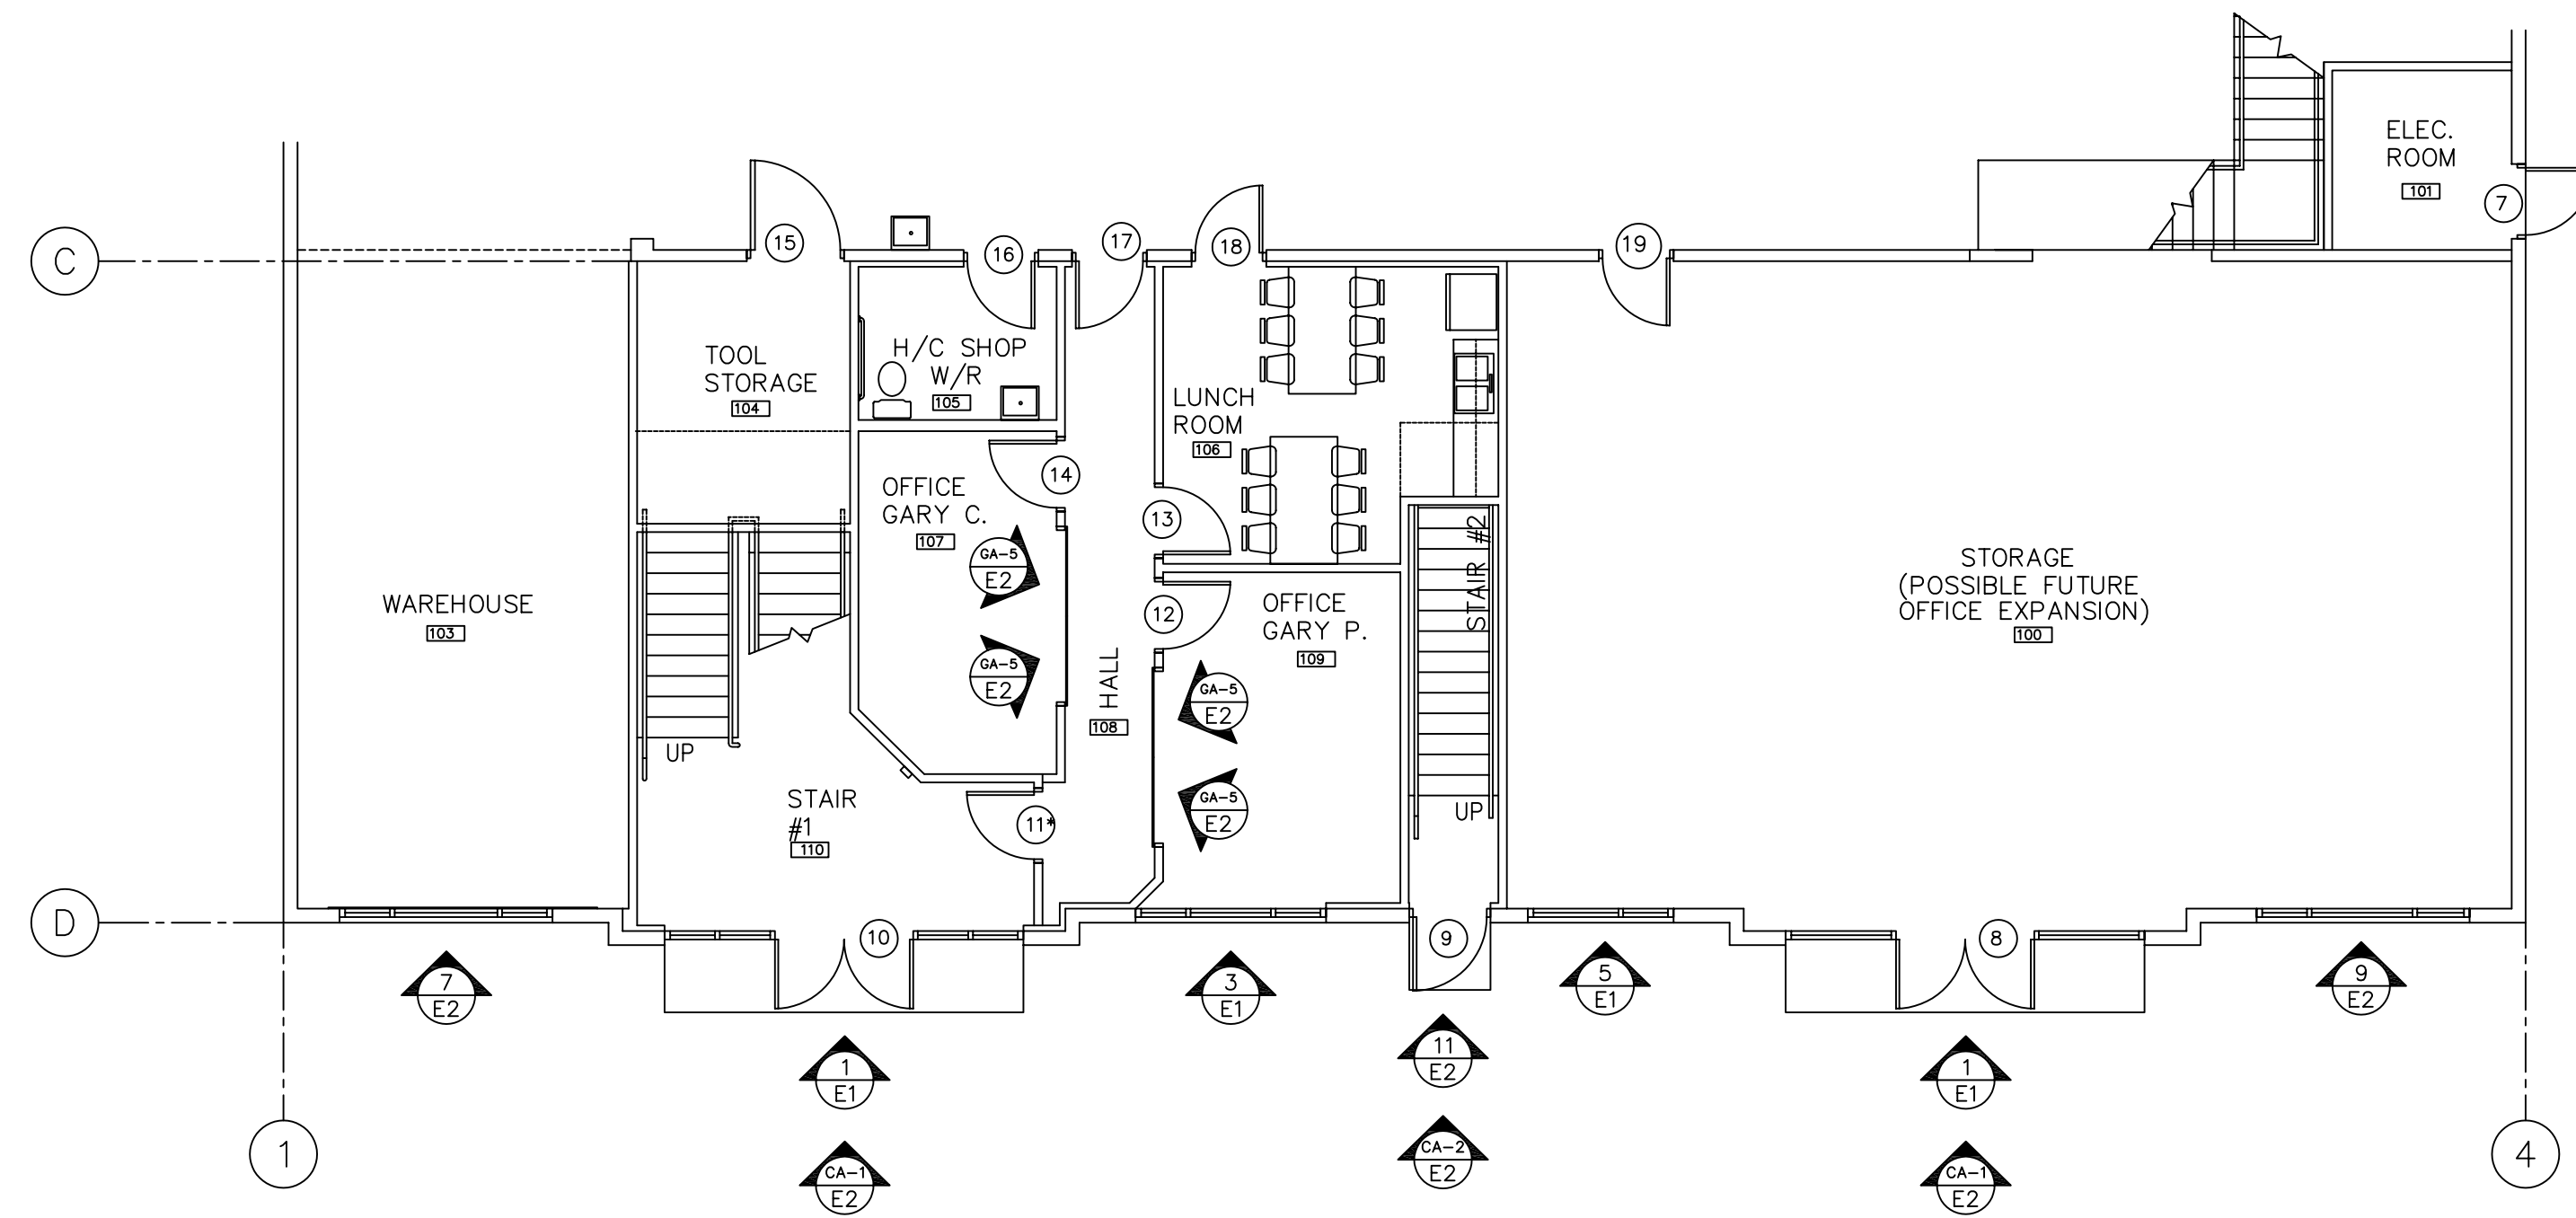 ELEC.
ROOM
101
7
C
15
16
17
18
19
TOOL
STORAGE
104
H/C SHOP
W/R
105
LUNCH
ROOM
106
14
13
OFFICE
GARY C.
107
GA-5
E2
GA-5
E2
STAIR #2
WAREHOUSE
103
12
OFFICE
GARY P.
109
STORAGE
(POSSIBLE FUTURE
OFFICE EXPANSION)
100
HALL
108
GA-5
E2
GA-5
E2
UP
UP
STAIR
#1
110
11*
D
10
9
8
7
E2
3
E1
5
E1
9
E2
1
E1
11
E2
1
E1
CA-1
E2
CA-2
E2
CA-1
E2
1
4